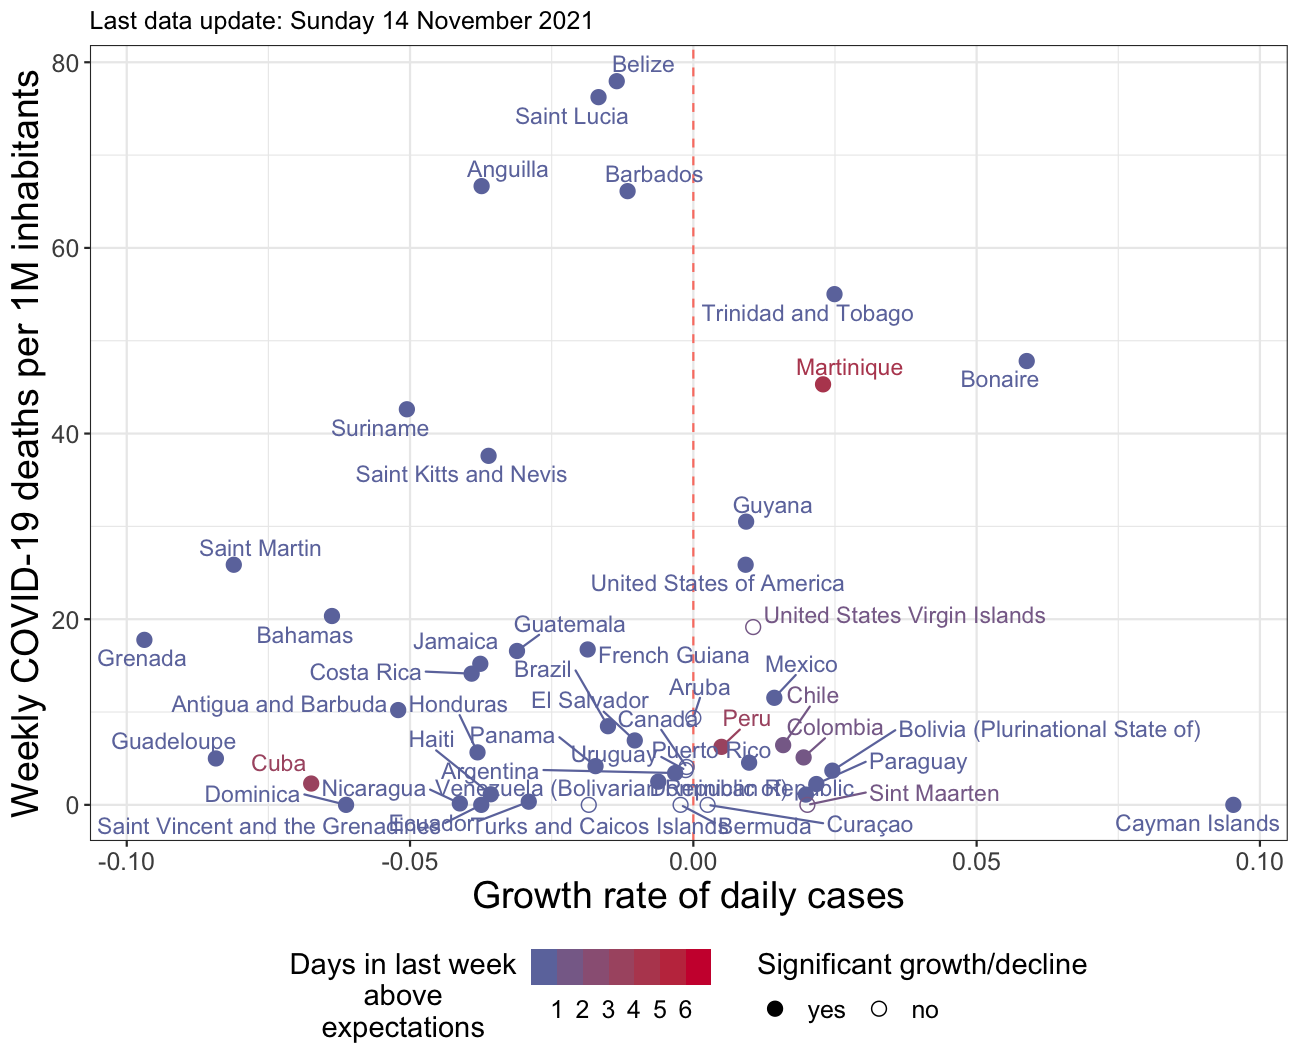 Last data update: Sunday 14 November 2021
Weekly COVID-19 deaths per 1M inhabitants
80
60
40
20
0
Belize
Saint Lucia
Anguilla
Barbados
Trinidad and Tobago
Martinique
Bonaire
Suriname
Saint Kitts and Nevis
Guyana
Saint Martin
United States of America
United States Virgin Islands
Bahamas
Guatemala
Jamaica
Grenada
French Guiana
Costa Rica
Brazil
Mexico
Aruba
Chile
Antigua and Barbuda
Honduras
El Salvador
Canada
Peru
Colombia
Bolivia (Plurinational State of)
Guadeloupe
Haiti
Panama
Uruguay
Puerto Rico
Cuba
Argentina
Paraguay
Dominica
Nicaragua
Venezuela (Bolivarian Republic of)
Dominican Republic
Sint Maarten
Saint Vincent and the Grenadines
Ecuador
Turks and Caicos Islands
Bermuda
Curaçao
Cayman Islands
-0.10
-0.05
0.00
0.05
0.10
Growth rate of daily cases
Days in last week
above
expectations
1 2 3 4 5 6
Significant growth/decline
yes
no